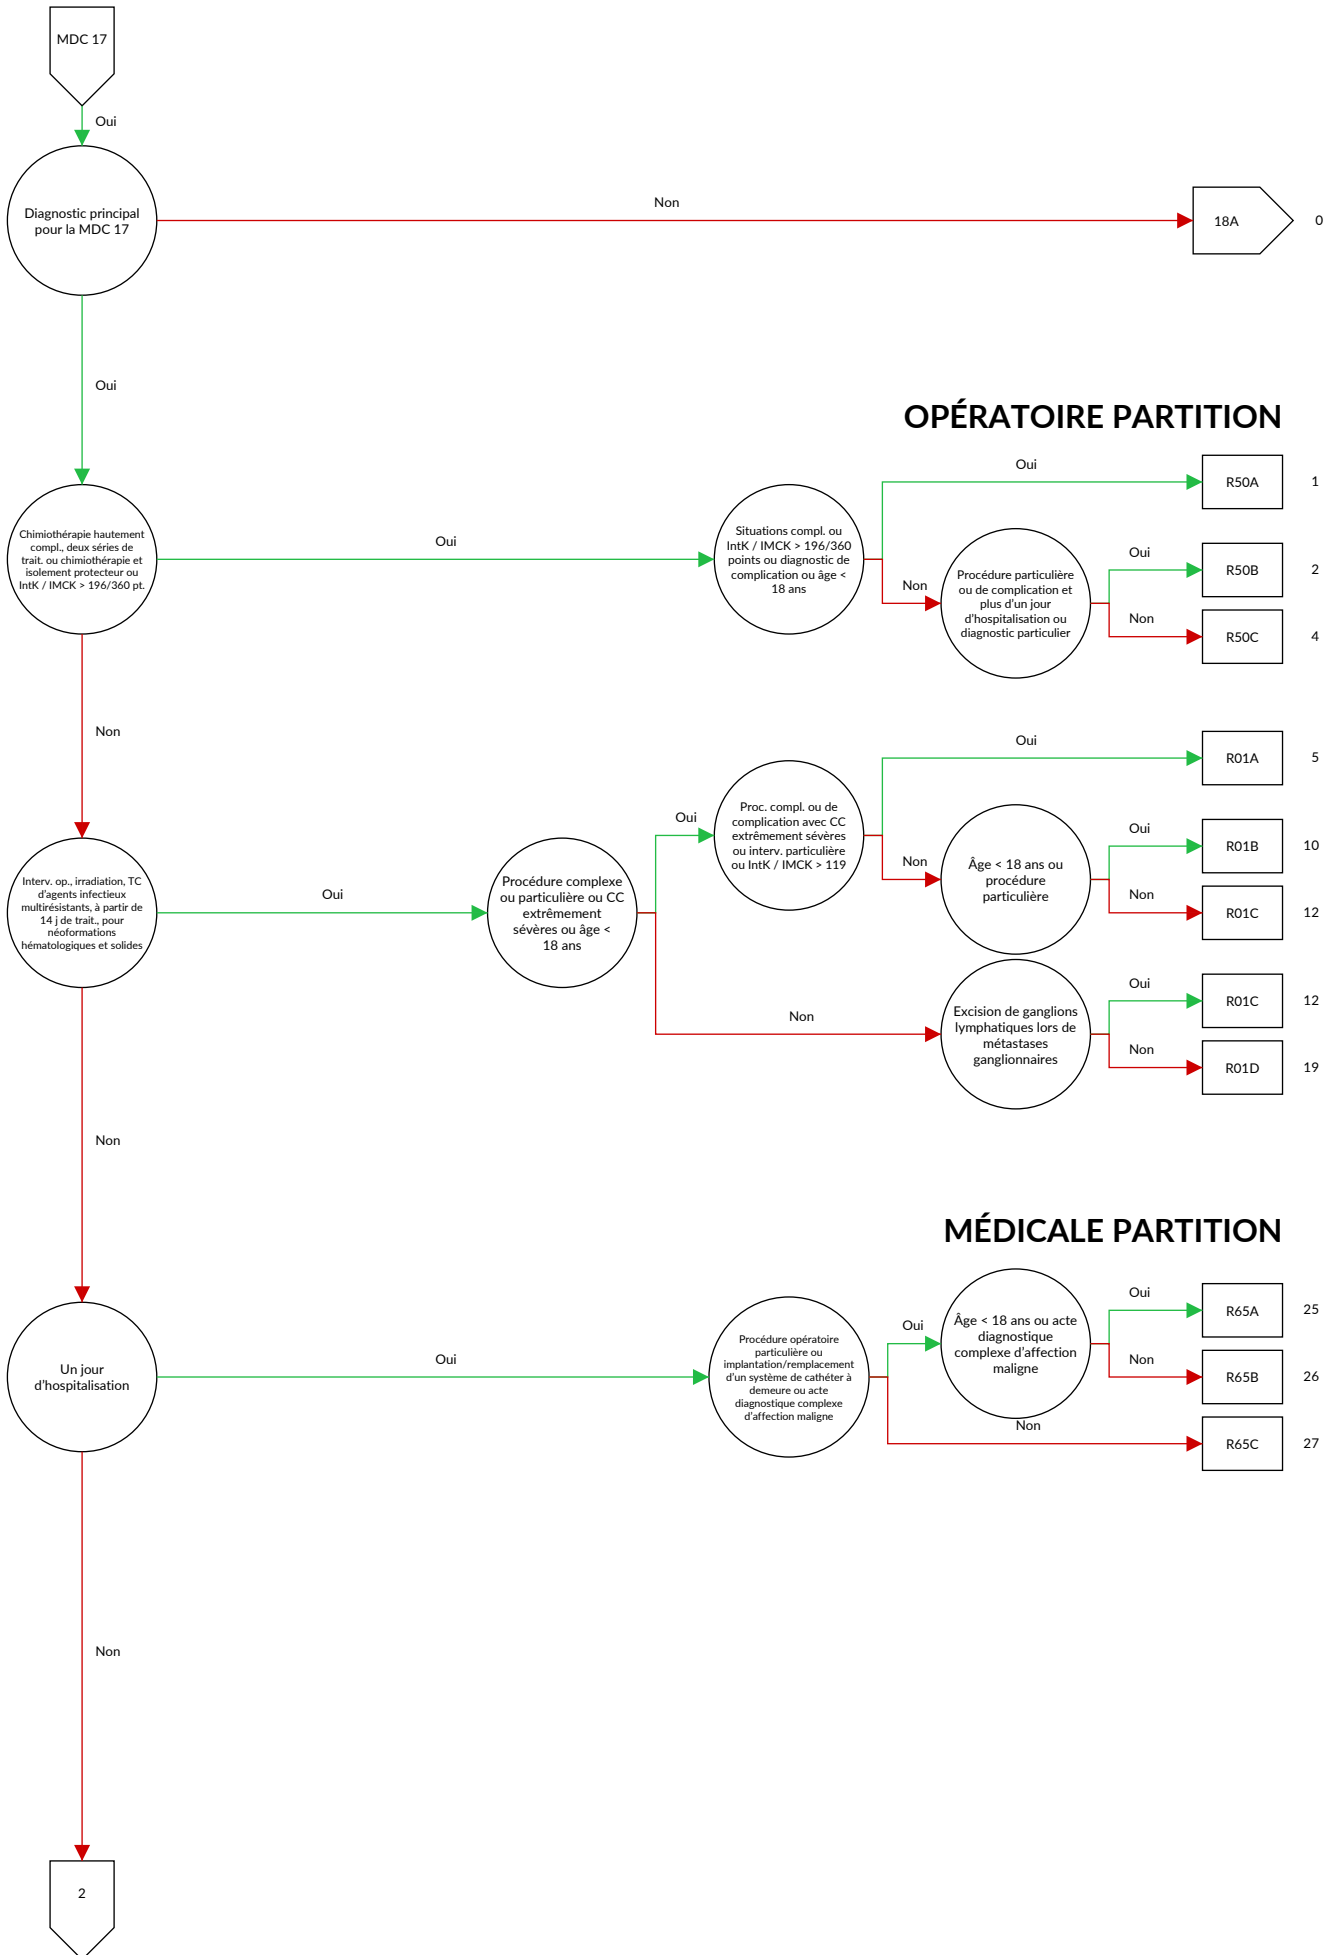 MDC 17
Oui
Diagnostic principal
pour la MDC 17
Non
18A
0
Oui
OPÉRATOIRE PARTITION
Chimiothérapie hautement
compl., deux séries de
trait. ou chimiothérapie et
isolement protecteur ou
IntK / IMCK > 196/360 pt.
Oui
Situations compl. ou
IntK / IMCK > 196/360
points ou diagnostic de
complication ou âge <
18 ans
Oui
R50A
1
Non
Procédure particulière
ou de complication et
plus d'un jour
d'hospitalisation ou
diagnostic particulier
Oui
R50B
2
Non
R50C
4
Non
Interv. op., irradiation, TC
d'agents infectieux
multirésistants, à partir de
14 j de trait., pour
néoformations
hématologiques et solides
Oui
Procédure complexe
ou particulière ou CC
extrêmement
sévères ou âge <
18 ans
Oui
Proc. compl. ou de
complication avec CC
extrêmement sévères
ou interv. particulière
ou IntK / IMCK > 119
Oui
R01A
5
Non
Âge < 18 ans ou
procédure
particulière
Oui
R01B
10
Non
R01C
12
Non
Excision de ganglions
lymphatiques lors de
métastases
ganglionnaires
Oui
R01C
12
Non
R01D
19
Non
MÉDICALE PARTITION
Un jour
d'hospitalisation
Oui
Procédure opératoire
particulière ou
implantation/remplacement
d'un système de cathéter à
demeure ou acte
diagnostique complexe
d'affection maligne
Oui
Âge < 18 ans ou acte
diagnostique
complexe d'affection
maligne
Oui
R65A
25
Non
R65B
26
Non
R65C
27
Non
2